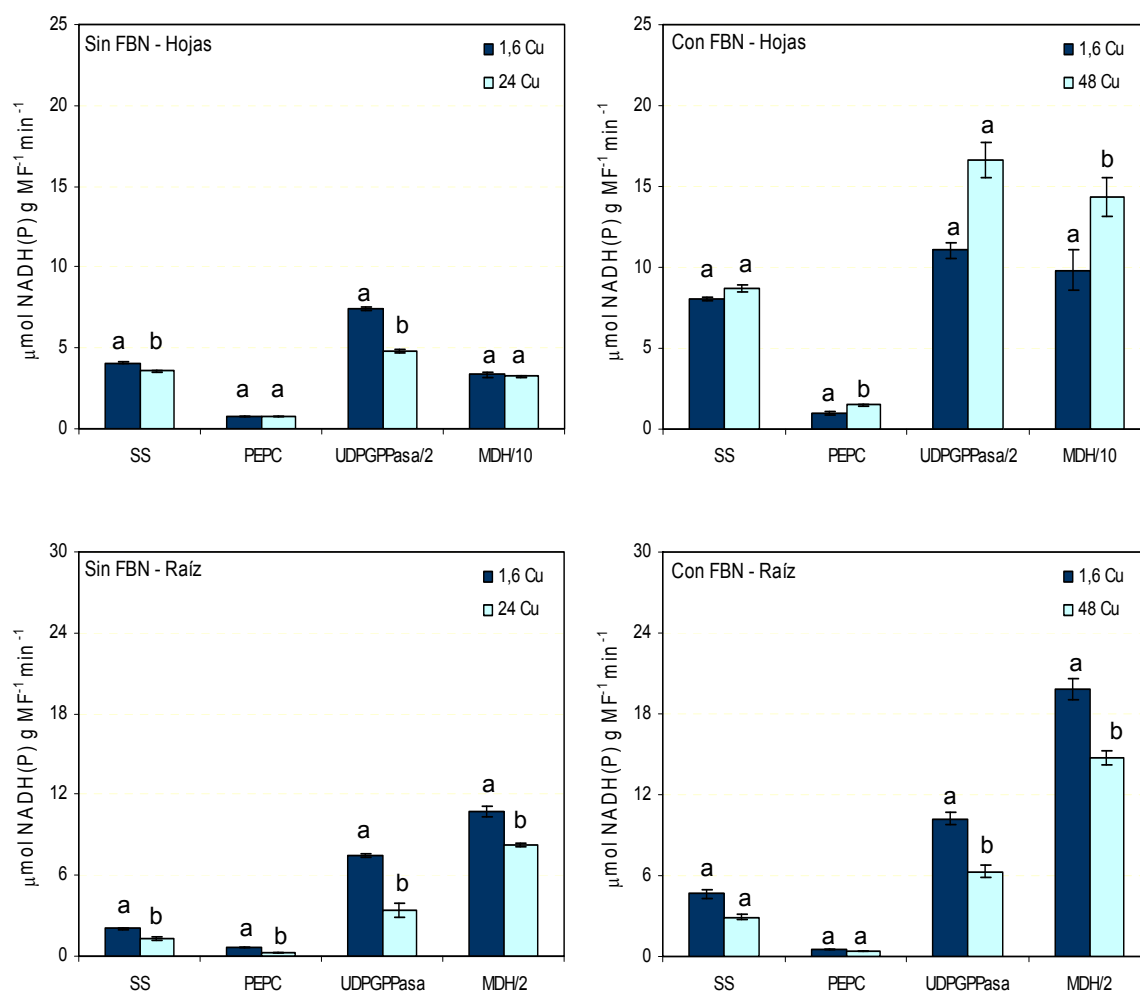 Sin FBN - Hojas
1,6 Cu
24 Cu
μmol NADH(P) g MF⁻¹ min⁻¹
25
20
15
10
5
0
a b
a a
a b
a a
SS PEPC UDPGPPasa/2 MDH/10
Con FBN - Hojas
1,6 Cu
48 Cu
μmol NADH(P) g MF⁻¹ min⁻¹
25
20
15
10
5
0
a a
a b
a a
a b
SS PEPC UDPGPPasa/2 MDH/10
Sin FBN - Raíz
1,6 Cu
24 Cu
μmol NADH(P) g MF⁻¹ min⁻¹
30
24
18
12
6
0
a b
a b
a b
a b
SS PEPC UDPGPPasa MDH/2
Con FBN - Raíz
1,6 Cu
48 Cu
μmol NADH(P) g MF⁻¹ min⁻¹
30
24
18
12
6
0
a a
a a
a b
a b
SS PEPC UDPGPPasa MDH/2